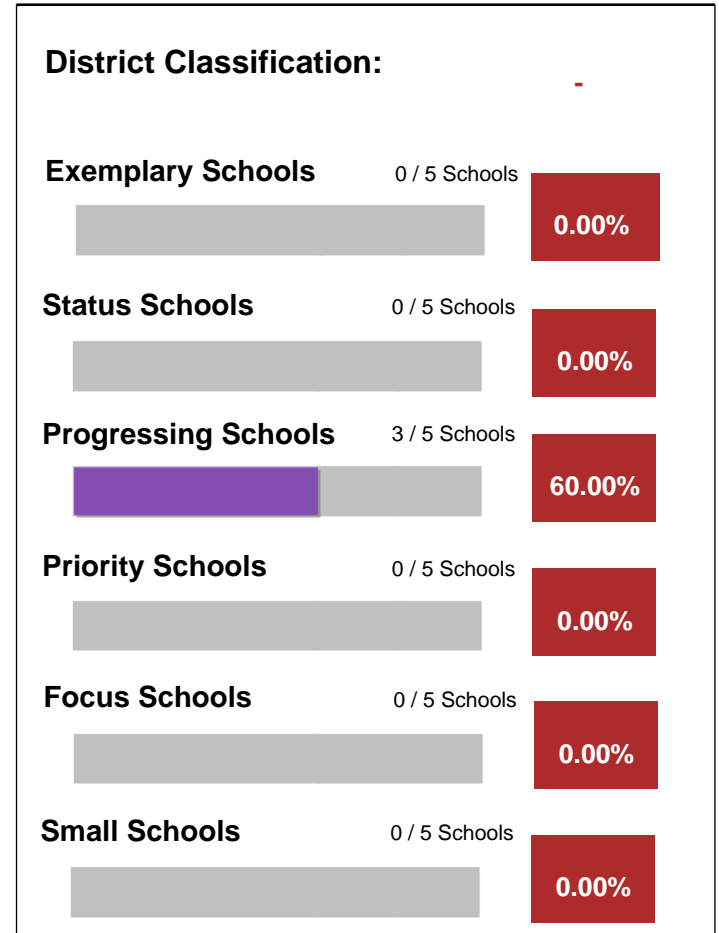 District Classification:
-
Exemplary Schools 0 / 5 Schools
0.00%
Status Schools 0 / 5 Schools
0.00%
Progressing Schools 3 / 5 Schools
60.00%
Priority Schools 0 / 5 Schools
0.00%
Focus Schools 0 / 5 Schools
0.00%
Small Schools 0 / 5 Schools
0.00%